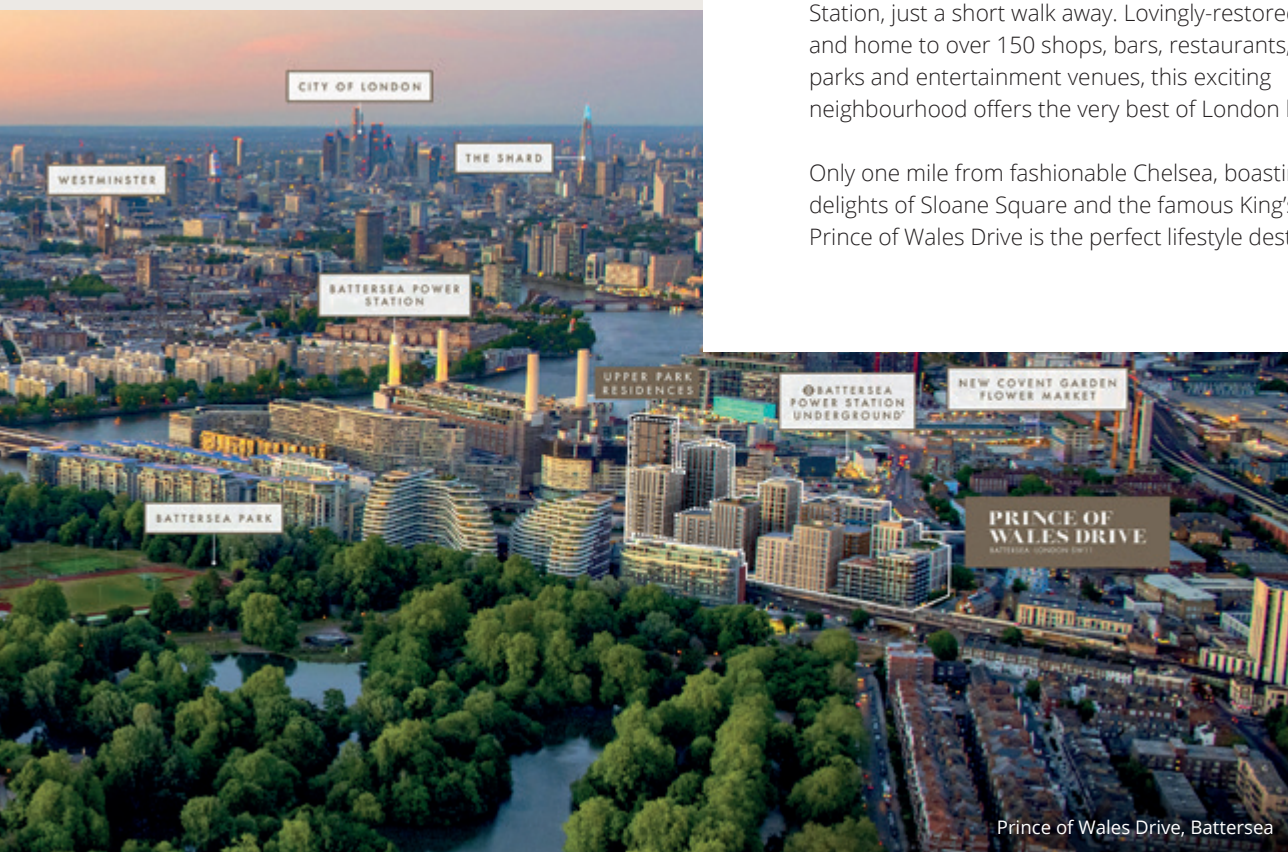 Station, just a short walk away. Lovingly-restored
and home to over 150 shops, bars, restaurants,
parks and entertainment venues, this exciting
neighbourhood offers the very best of London
Only one mile from fashionable Chelsea, boasting
delights of Sloane Square and the famous King's
Prince of Wales Drive is the perfect lifestyle
CITY OF LONDON
THE SHARD
WESTMINSTER
BATTERSEA POWER
STATION
UPPER PARK
RESIDENCES
BATTERSEA
POWER STATION
UNDERGROUND
NEW COVENT GARDEN
FLOWER MARKET
BATTERSEA PARK
PRINCE OF
WALES DRIVE
BATTERSEA LONDON SW11
Prince of Wales Drive, Battersea